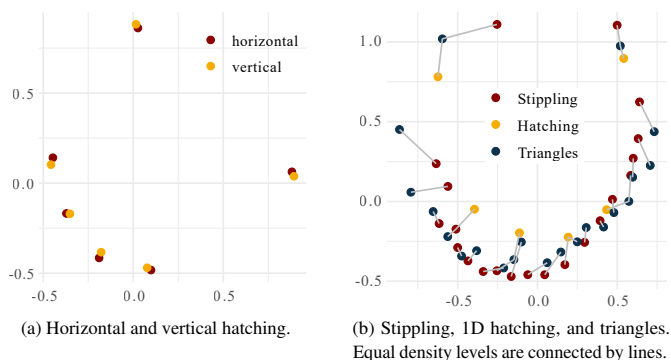 horizontal
vertical
0.5
0.0
-0.5
-0.5
0.0
0.5
(a) Horizontal and vertical hatching.
1.0
0.5
0.0
-0.5
Stippling
Hatching
Triangles
-0.5
0.0
0.5
(b) Stippling, 1D hatching, and triangles.
Equal density levels are connected by lines.